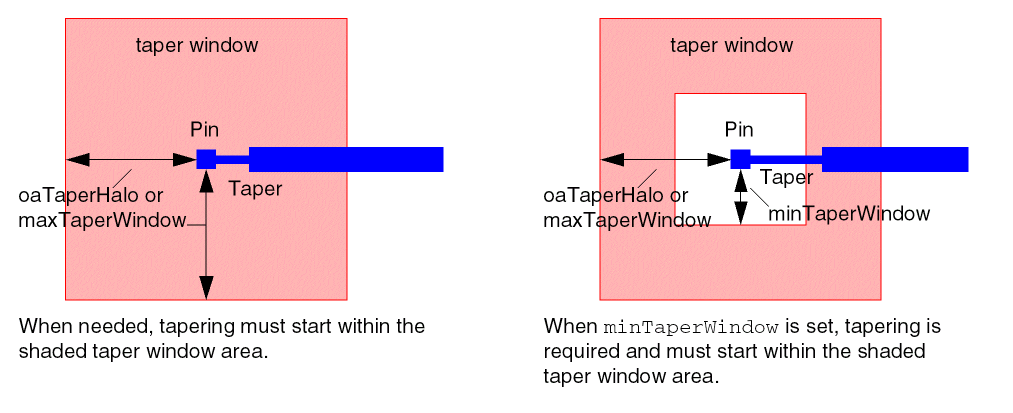 taper window
Pin
Taper
oaTaperHalo or
maxTaperWindow
When needed, tapering must start within the
shaded taper window area.
taper window
Pin
Taper
oaTaperHalo or
maxTaperWindow
minTaperWindow
When minTaperWindow is set, tapering is
required and must start within the shaded
taper window area.